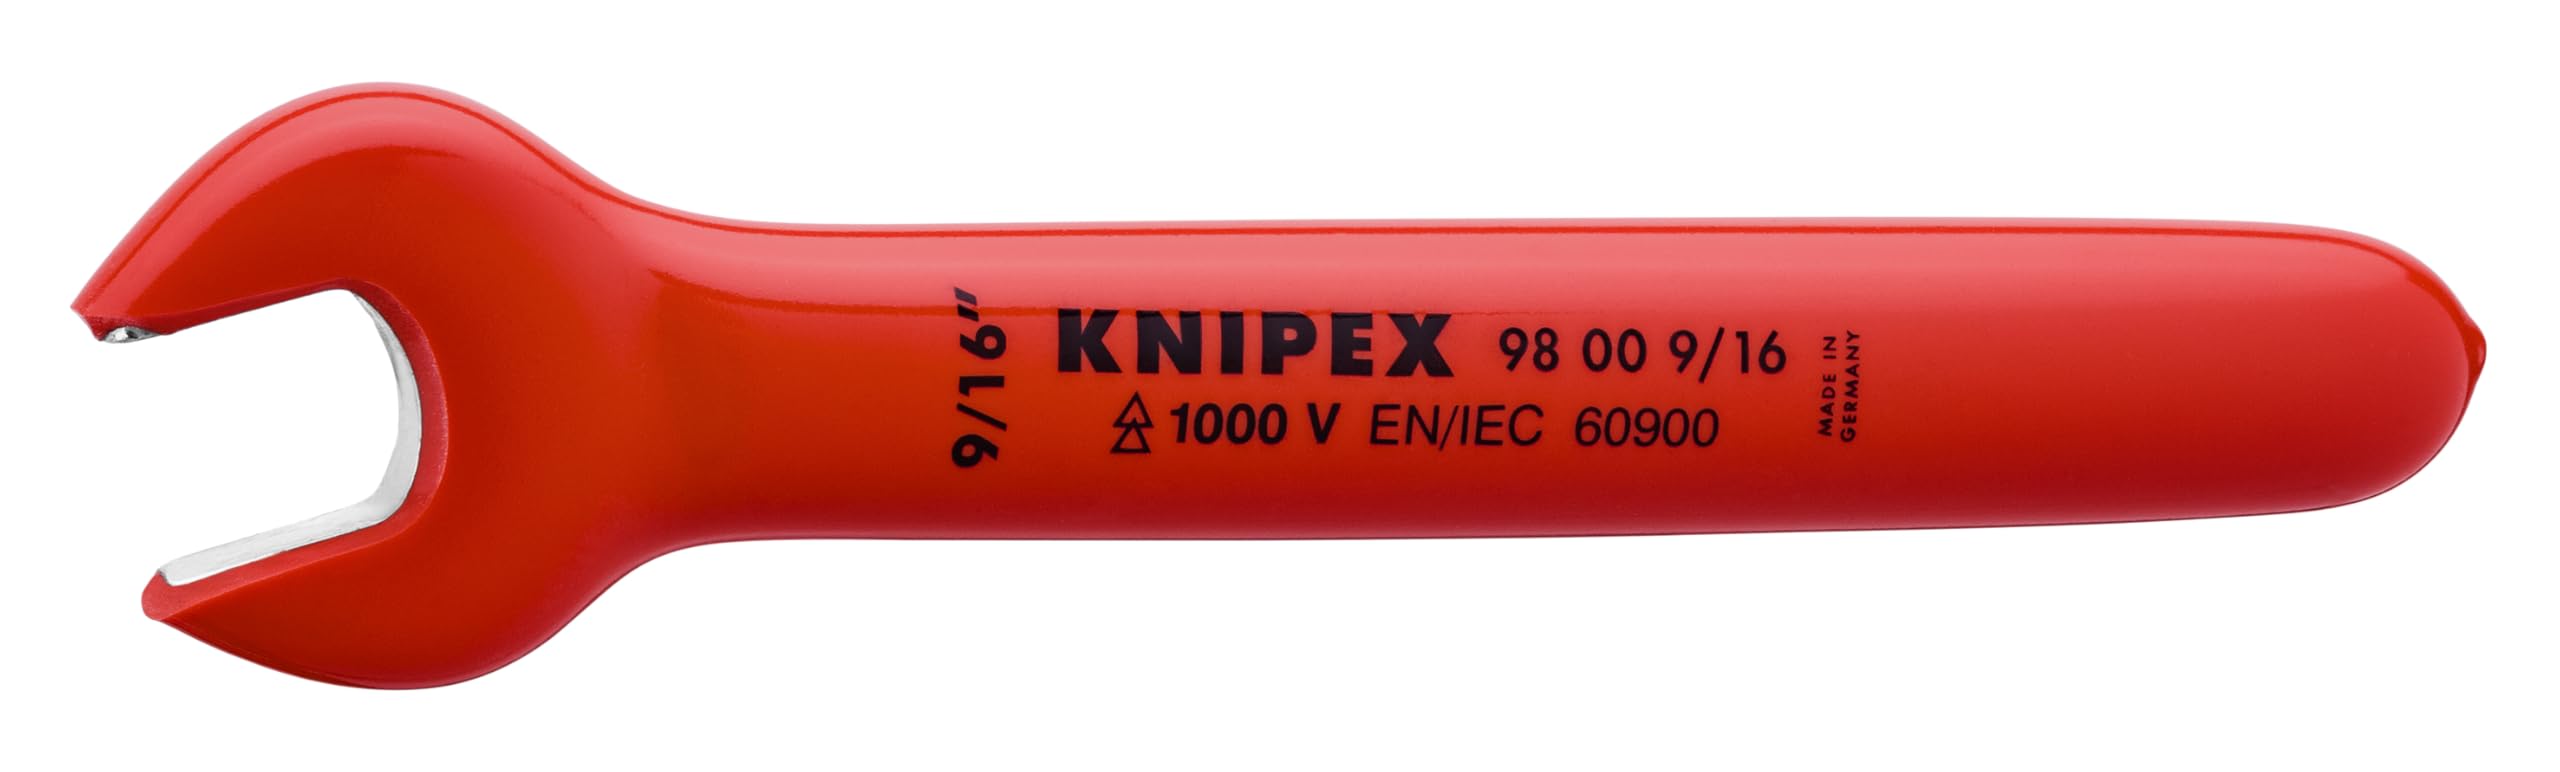 9/16"
KNIPEX 98 00 9/16
1000 V EN/IEC 60900
MADE IN
GERMANY